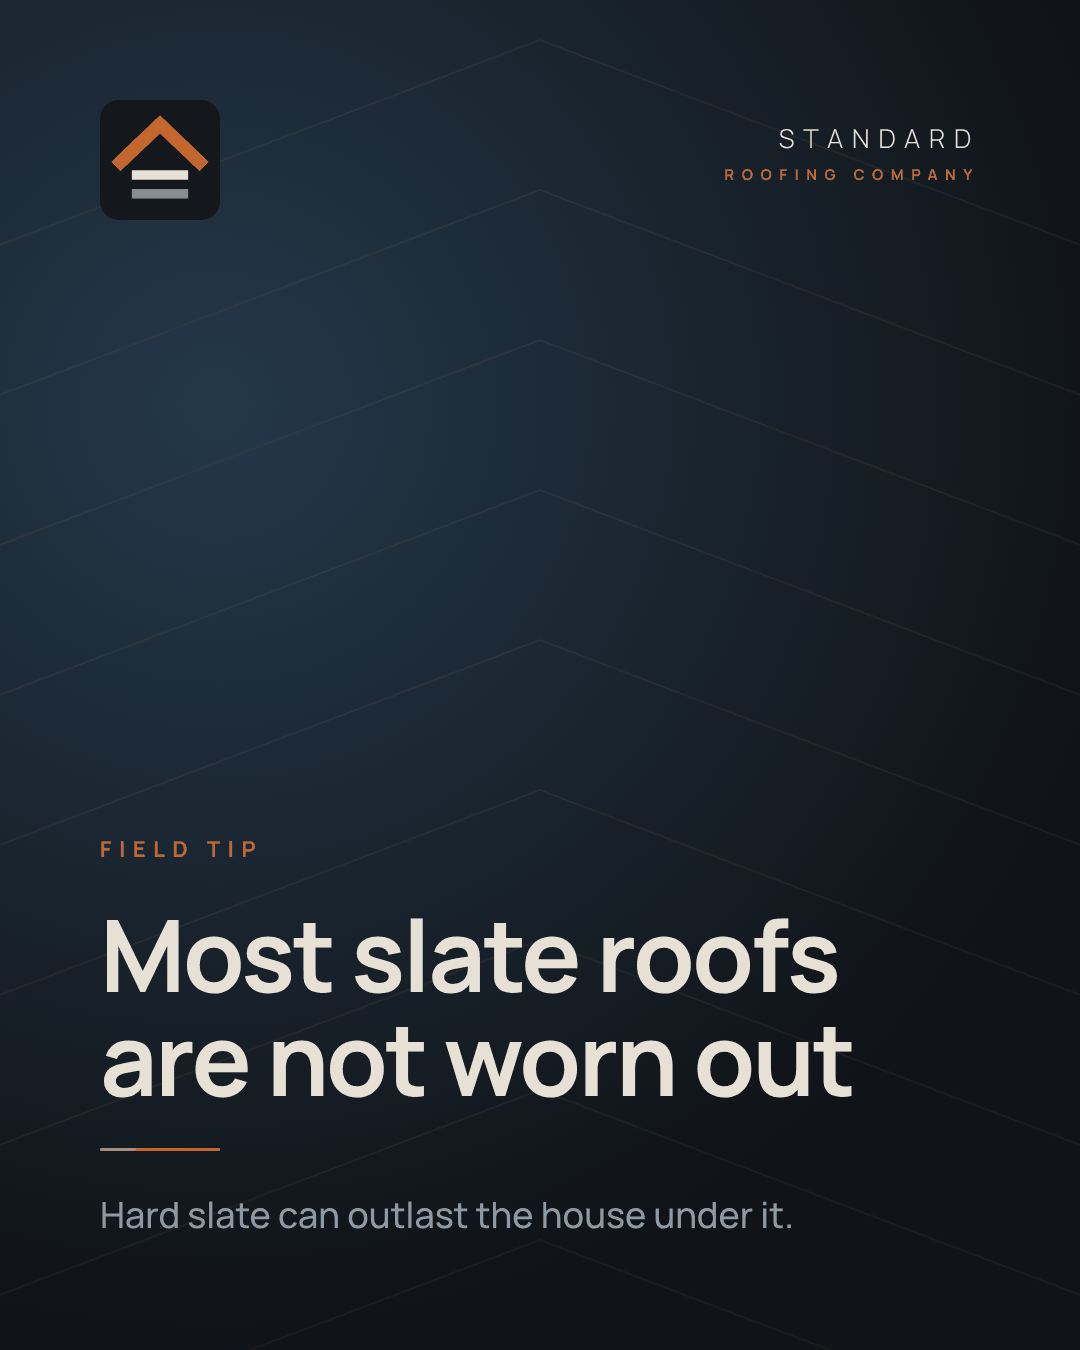 STANDARD
ROOFING COMPANY
FIELD TIP
Most slate roofs
are not worn out
Hard slate can outlast the house under it.